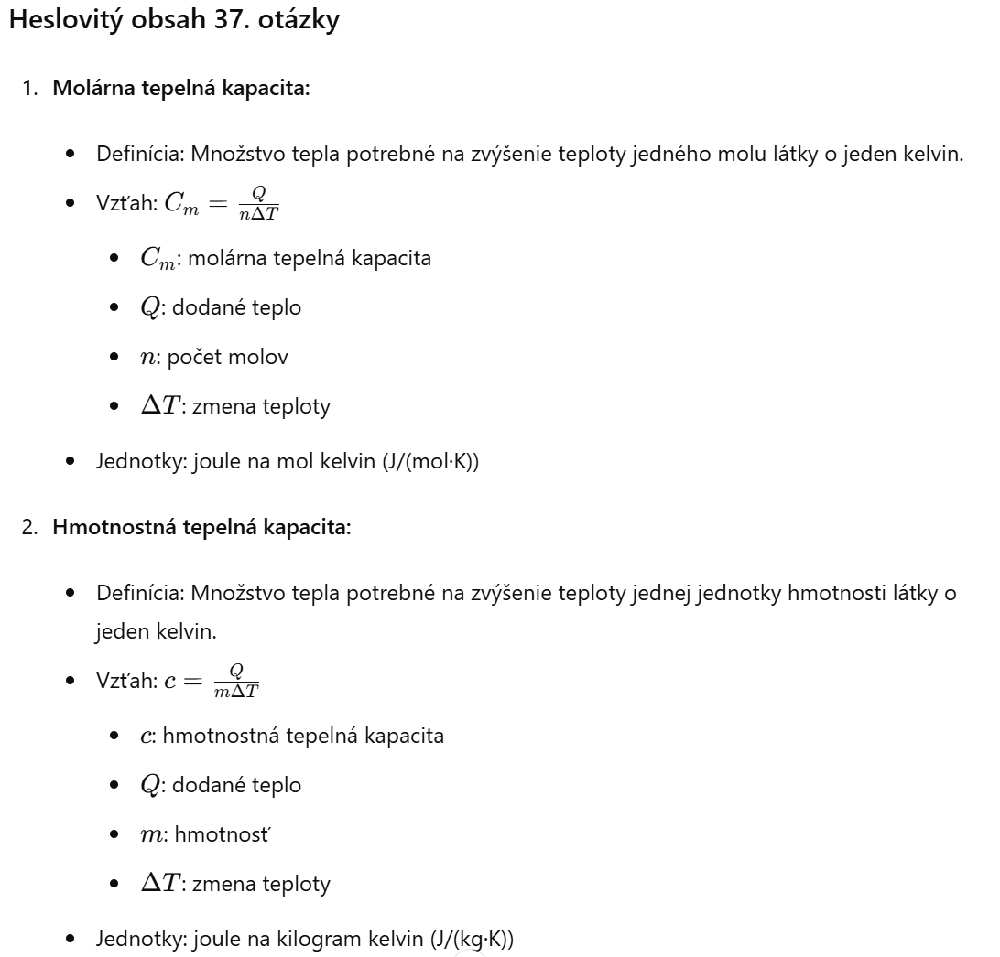 Heslovitý obsah 37. otázky
1. Molárna tepelná kapacita:
• Definícia: Množstvo tepla potrebné na zvýšenie teploty jedného molu látky o jeden kelvin.
• Vzťah: $C_m = \frac{Q}{n\Delta T}$
• $C_m$: molárna tepelná kapacita
• $Q$: dodané teplo
• $n$: počet molov
• $\Delta T$: zmena teploty
• Jednotky: joule na mol kelvin (J/(mol·K))
2. Hmotnostná tepelná kapacita:
• Definícia: Množstvo tepla potrebné na zvýšenie teploty jednej jednotky hmotnosti látky o
jeden kelvin.
• Vzťah: $c = \frac{Q}{m\Delta T}$
• $c$: hmotnostná tepelná kapacita
• $Q$: dodané teplo
• $m$: hmotnosť
• $\Delta T$: zmena teploty
• Jednotky: joule na kilogram kelvin (J/(kg·K))